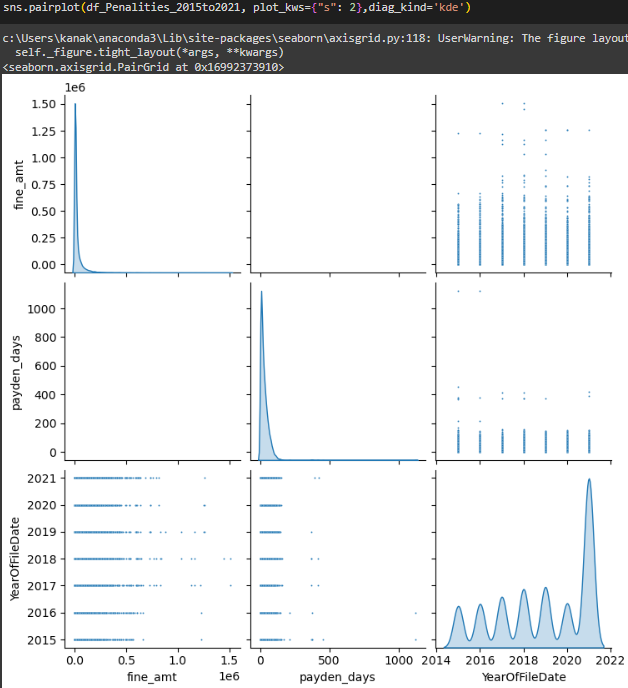 sns.pairplot(df_Penalities_2015to2021, plot_kws={"s": 2},diag_kind='kde')
c:\Users\kanak\anaconda3\Lib\site-packages\seaborn\axisgrid.py:118: UserWarning: The figure layou
self._figure.tight_layout(*args, **kwargs)
<seaborn.axisgrid.PairGrid at 0x16992373910>
1e6
1.50
1.25
1.00
0.75
0.50
0.25
0.00
fine_amt
1000
800
600
400
200
0
payden_days
2021
2020
2019
2018
2017
2016
2015
YearOfFileDate
0.0 0.5 1.0 1.5
1e6
fine_amt
0 500 1000
payden_days
2014 2016 2018 2020 2022
YearOfFileDate